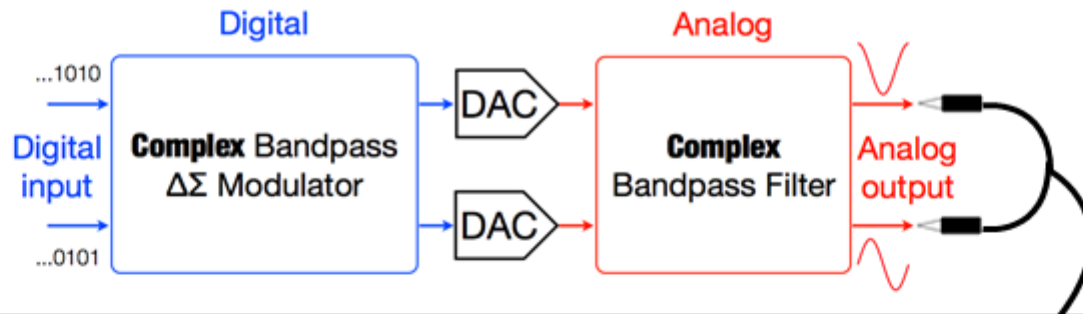 Digital
Analog
...1010
DAC
Digital
input
Complex Bandpass
ΔΣ Modulator
Complex
Bandpass Filter
Analog
output
DAC
...0101